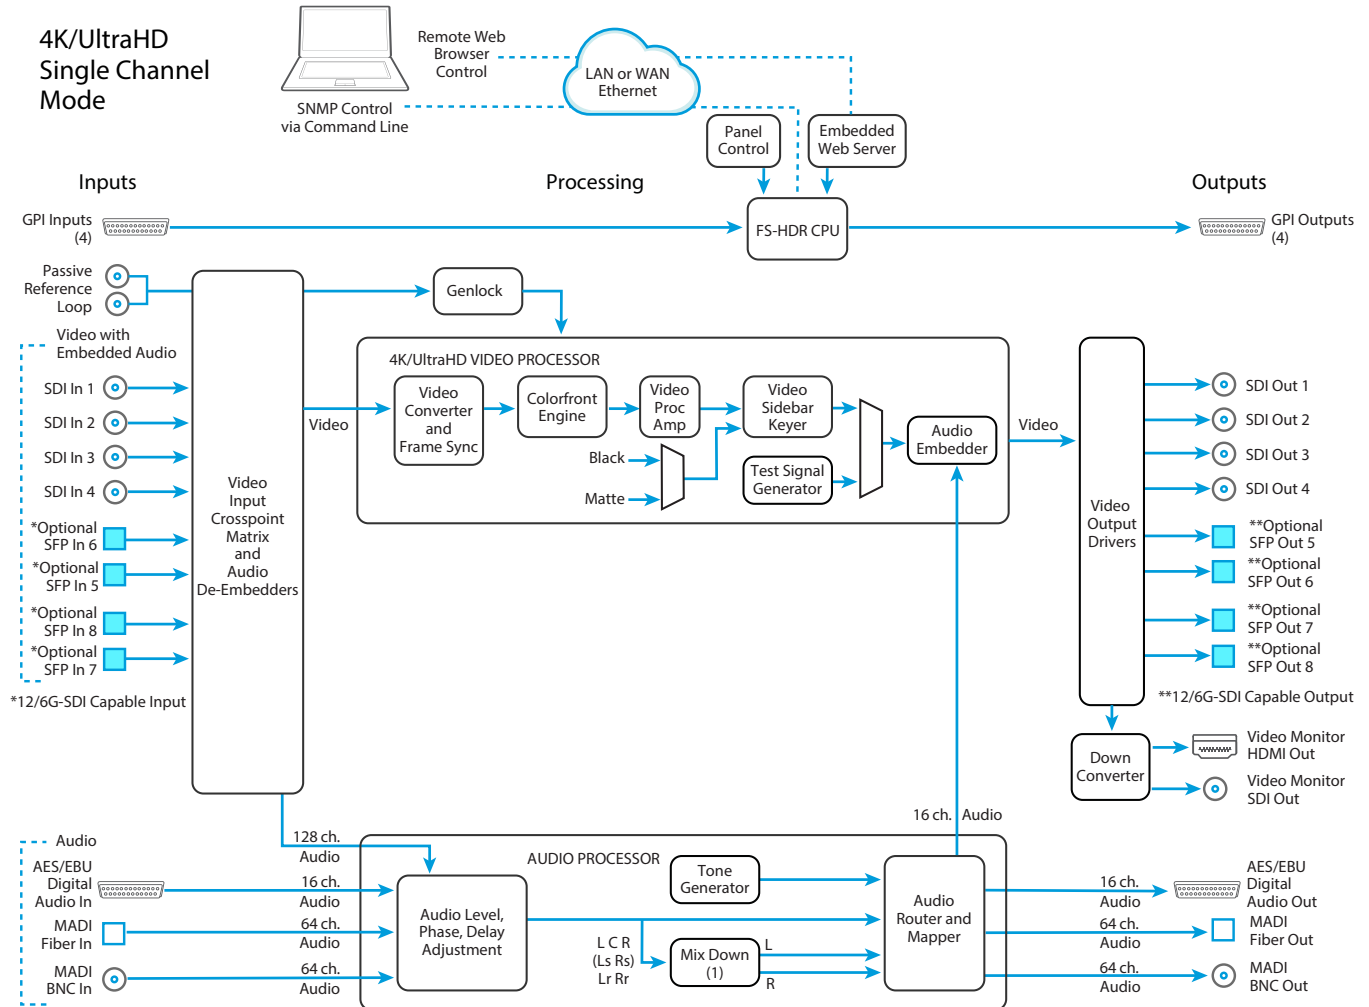 4K/UltraHD
Single Channel
Mode
Remote Web
Browser
Control
LAN or WAN
Ethernet
SNMP Control
via Command Line
Panel
Control
Embedded
Web Server
Inputs
Processing
Outputs
GPI Inputs
(4)
FS-HDR CPU
GPI Outputs
(4)
Passive
Reference
Loop
Genlock
Video with
Embedded Audio
SDI In 1
SDI In 2
SDI In 3
SDI In 4
*Optional
SFP In 6
*Optional
SFP In 5
*Optional
SFP In 8
*Optional
SFP In 7
*12/6G-SDI Capable Input
Video
Input
Crosspoint
Matrix
and
Audio
De-Embedders
Video
4K/UltraHD VIDEO PROCESSOR
Video
Converter
and
Frame Sync
Colorfront
Engine
Video
Proc
Amp
Video
Sidebar
Keyer
Black
Matte
Test Signal
Generator
Audio
Embedder
Video
Video
Output
Drivers
SDI Out 1
SDI Out 2
SDI Out 3
SDI Out 4
**Optional
SFP Out 5
**Optional
SFP Out 6
**Optional
SFP Out 7
**Optional
SFP Out 8
**12/6G-SDI Capable Output
Down
Converter
Video Monitor
HDMI Out
Video Monitor
SDI Out
16 ch. Audio
Audio
AES/EBU
Digital
Audio In
MADI
Fiber In
MADI
BNC In
128 ch.
Audio
16 ch.
Audio
64 ch.
Audio
64 ch.
Audio
AUDIO PROCESSOR
Audio Level,
Phase, Delay
Adjustment
Tone
Generator
L C R
(Ls Rs)
Lr Rr
Mix Down
(1)
L
R
Audio
Router and
Mapper
16 ch.
Audio
64 ch.
Audio
64 ch.
Audio
AES/EBU
Digital
Audio Out
MADI
Fiber Out
MADI
BNC Out